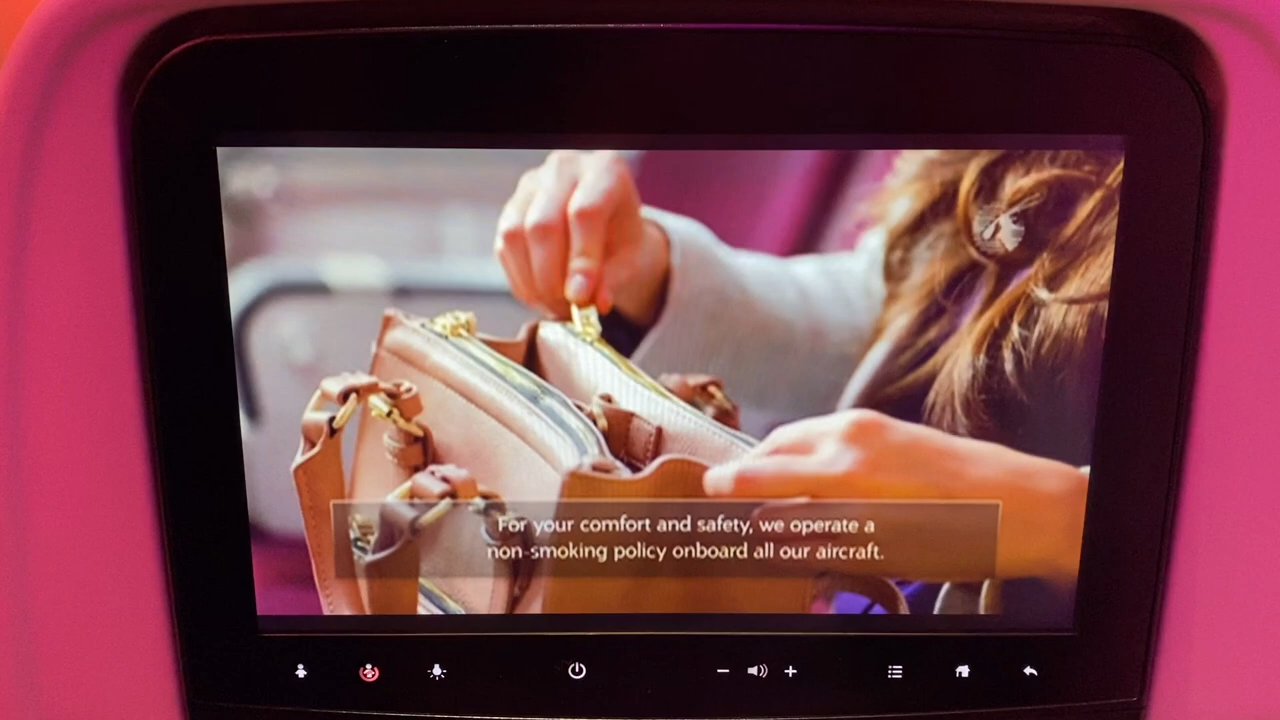 For your comfort and safety, we operate a
non-smoking policy onboard all our aircraft.